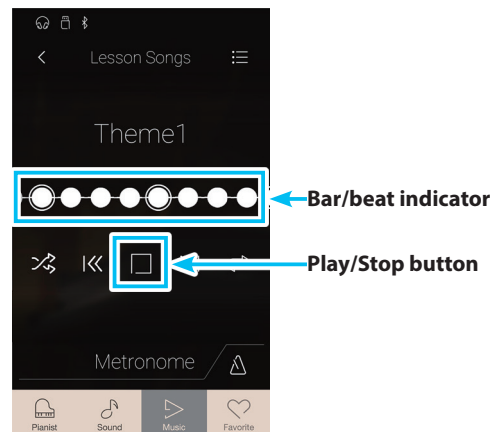 Lesson Songs
Theme1
Bar/beat indicator
Play/Stop button
Metronome
Pianist Sound Music Favorite